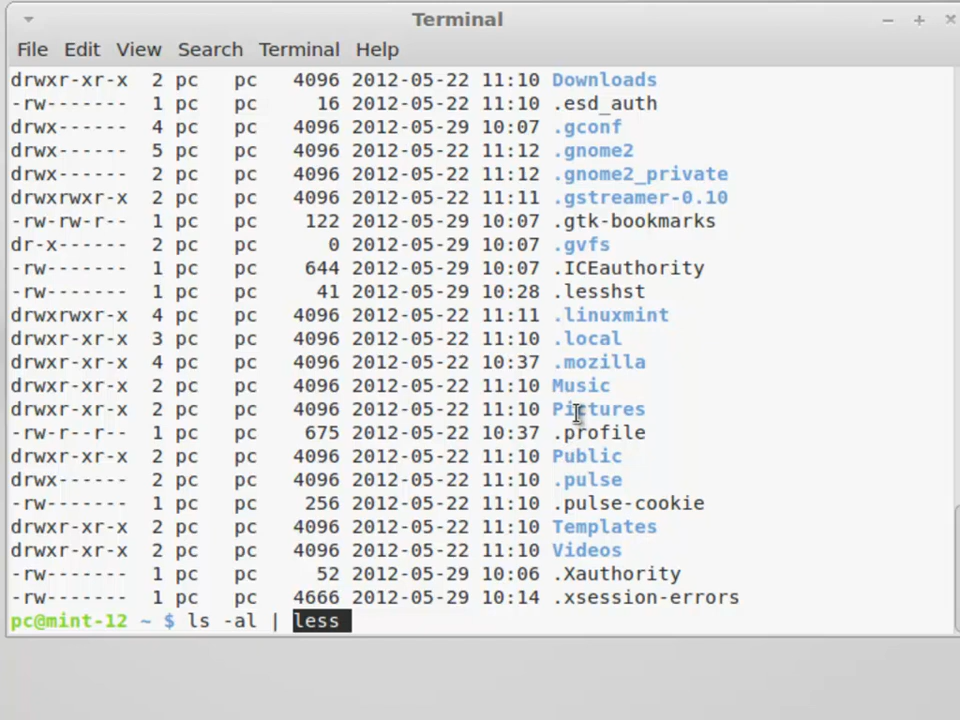 Terminal
File Edit View Search Terminal Help
drwxr-xr-x 2 pc pc 4096 2012-05-22 11:10 Downloads
-rw------- 1 pc pc 16 2012-05-22 11:10 .esd_auth
drwx------ 4 pc pc 4096 2012-05-29 10:07 .gconf
drwx------ 5 pc pc 4096 2012-05-22 11:12 .gnome2
drwx------ 2 pc pc 4096 2012-05-22 11:12 .gnome2_private
drwxrwxr-x 2 pc pc 4096 2012-05-22 11:11 .gstreamer-0.10
-rw-rw-r-- 1 pc pc 122 2012-05-29 10:07 .gtk-bookmarks
dr-x------ 2 pc pc 0 2012-05-29 10:07 .gvfs
-rw------- 1 pc pc 644 2012-05-29 10:07 .ICEauthority
-rw------- 1 pc pc 41 2012-05-29 10:28 .lesshst
drwxrwxr-x 4 pc pc 4096 2012-05-22 11:11 .linuxmint
drwxr-xr-x 3 pc pc 4096 2012-05-22 11:10 .local
drwxr-xr-x 4 pc pc 4096 2012-05-22 10:37 .mozilla
drwxr-xr-x 2 pc pc 4096 2012-05-22 11:10 Music
drwxr-xr-x 2 pc pc 4096 2012-05-22 11:10 Pictures
-rw-r--r-- 1 pc pc 675 2012-05-22 10:37 .profile
drwxr-xr-x 2 pc pc 4096 2012-05-22 11:10 Public
drwx------ 2 pc pc 4096 2012-05-22 11:10 .pulse
-rw------- 1 pc pc 256 2012-05-22 11:10 .pulse-cookie
drwxr-xr-x 2 pc pc 4096 2012-05-22 11:10 Templates
drwxr-xr-x 2 pc pc 4096 2012-05-22 11:10 Videos
-rw------- 1 pc pc 52 2012-05-29 10:06 .Xauthority
-rw------- 1 pc pc 4666 2012-05-29 10:14 .xsession-errors
pc@mint-12 ~ $ ls -al | less